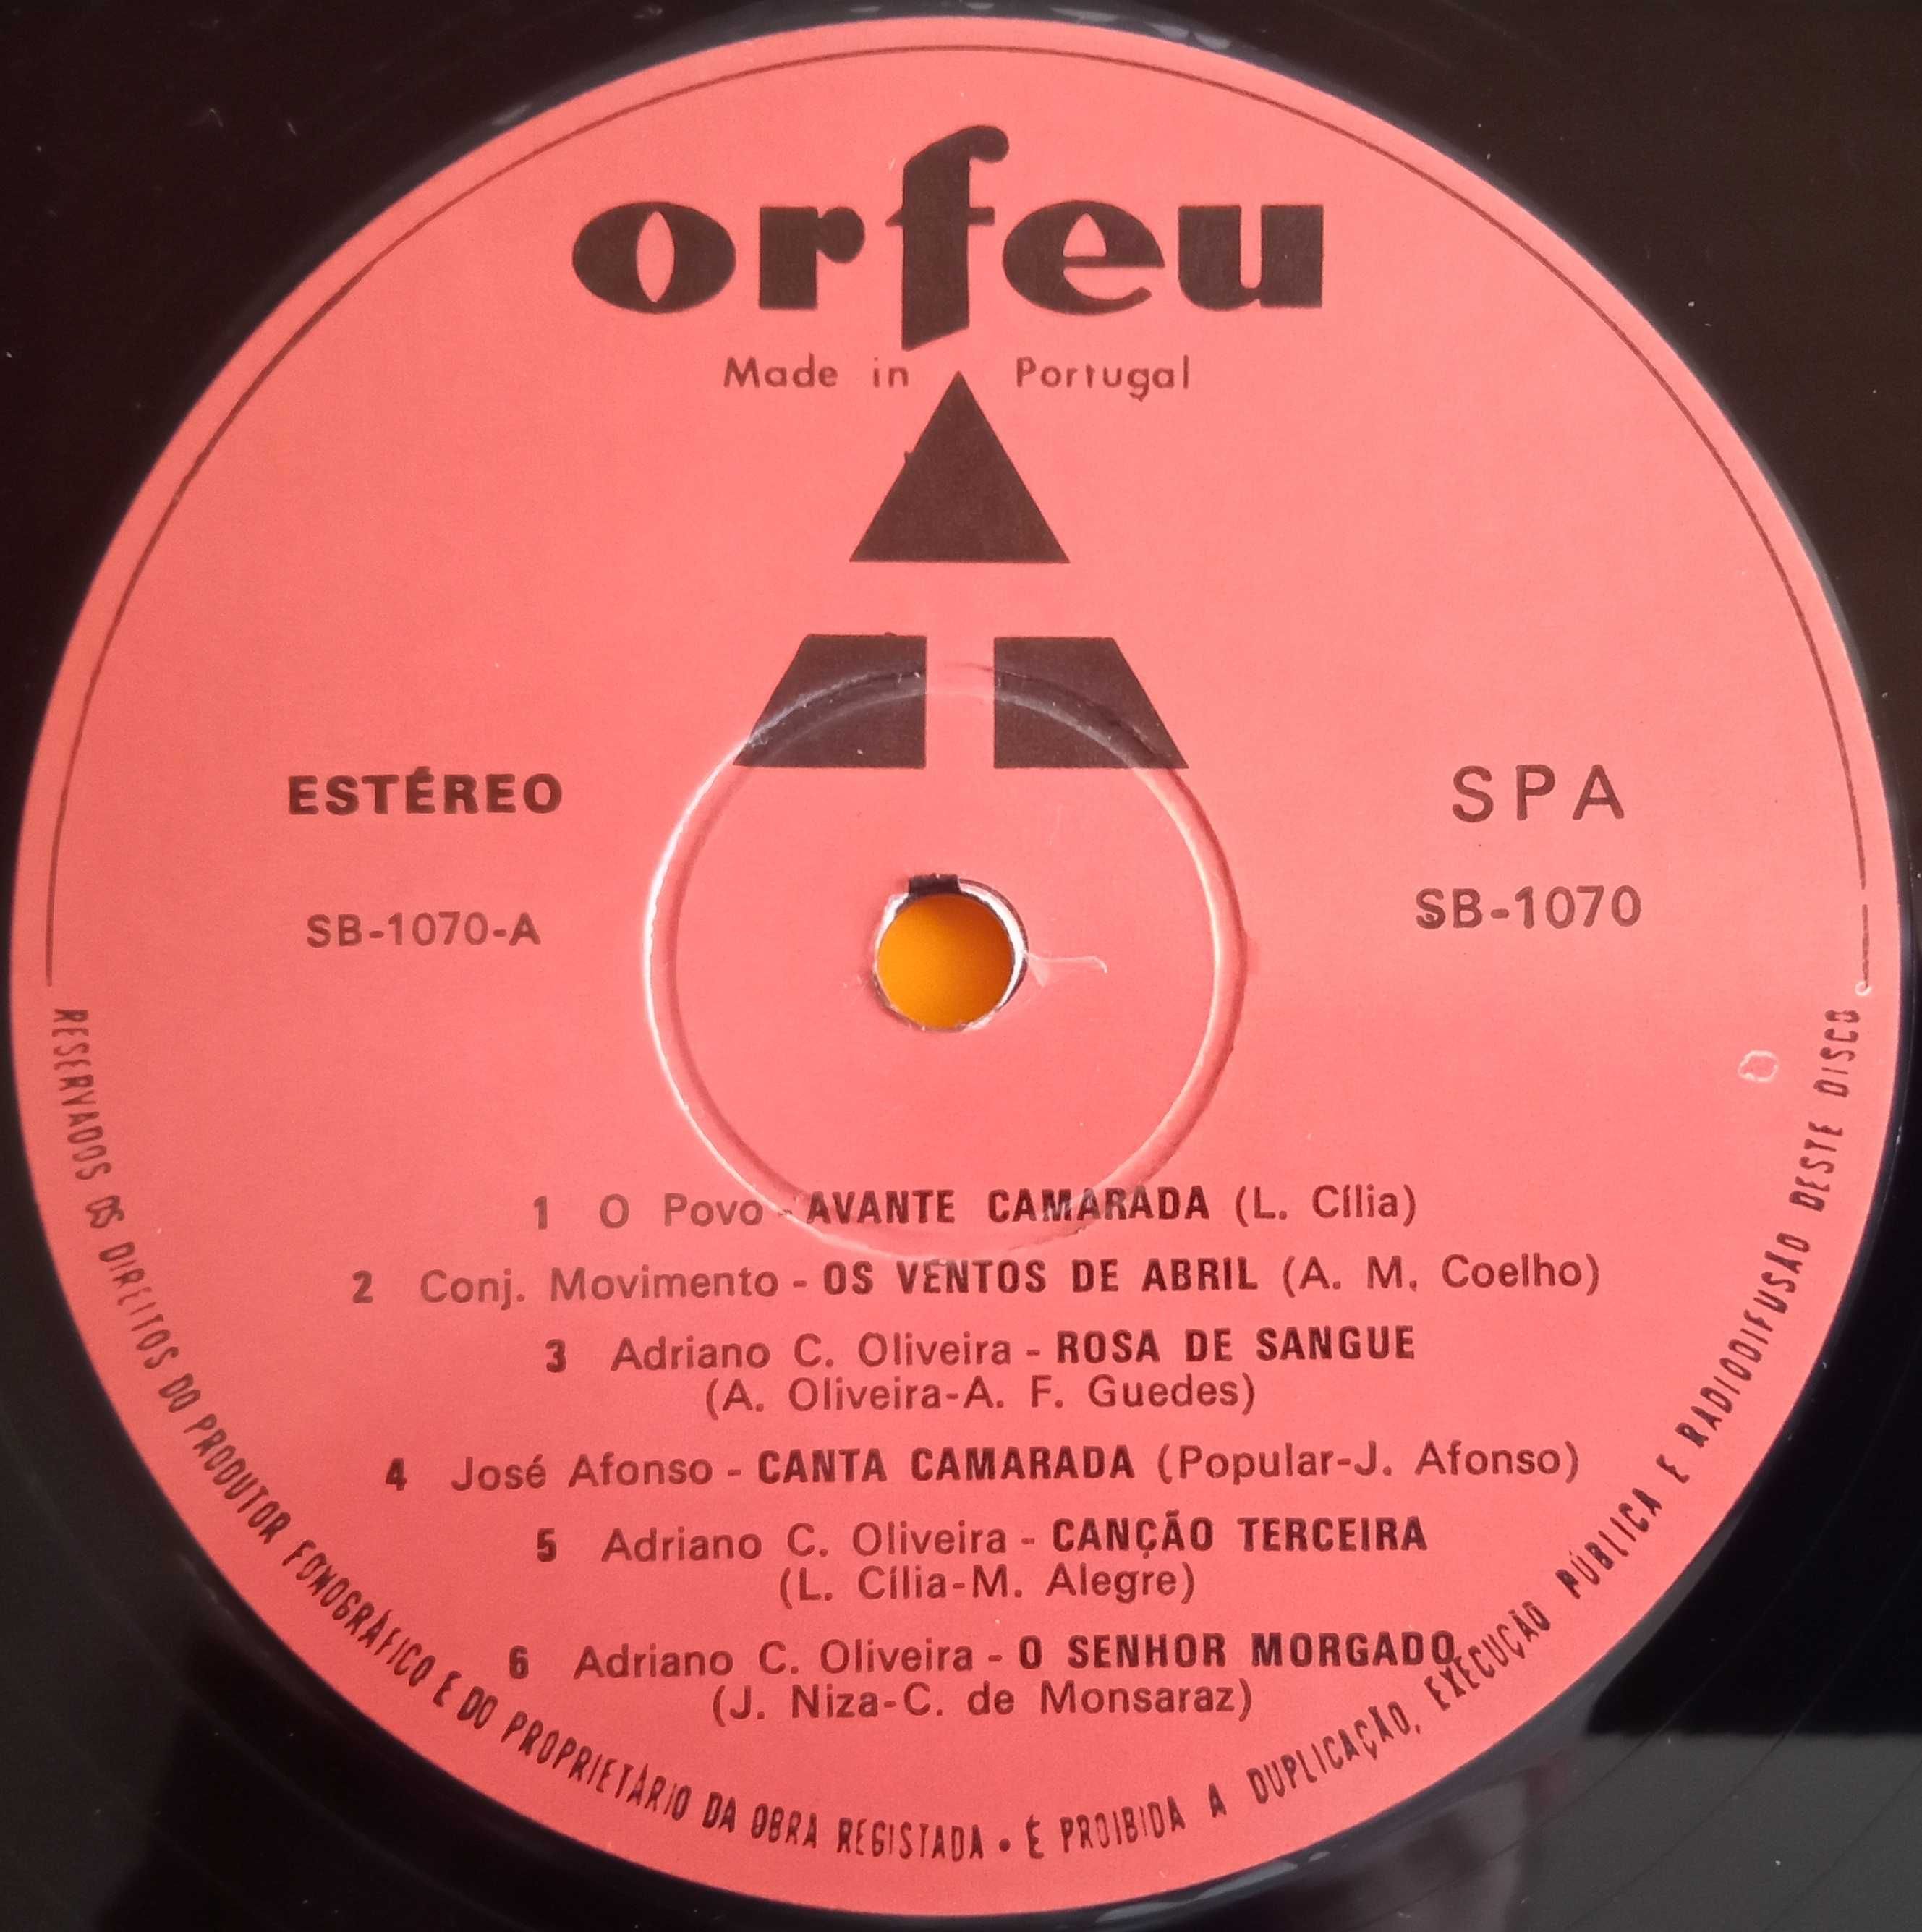 orfeu
Made in Portugal
ESTÉREO
SPA
SB-1070-A
SB-1070
1 O Povo - AVANTE CAMARADA (L. Cília)
2 Conj. Movimento - OS VENTOS DE ABRIL (A. M. Coelho)
3 Adriano C. Oliveira - ROSA DE SANGUE
(A. Oliveira-A. F. Guedes)
4 José Afonso - CANTA CAMARADA (Popular-J. Afonso)
5 Adriano C. Oliveira - CANÇÃO TERCEIRA
(L. Cília-M. Alegre)
6 Adriano C. Oliveira - O SENHOR MORGADO
(J. Niza-C. de Monsaraz)
RESERVADOS OS DIREITOS DO PRODUTOR FONOGRÁFICO E DO PROPRIETÁRIO DA OBRA REGISTADA • É PROIBIDA A DUPLICAÇÃO, EXECUÇÃO PÚBLICA E RADIODIFUSÃO DESTE DISCO